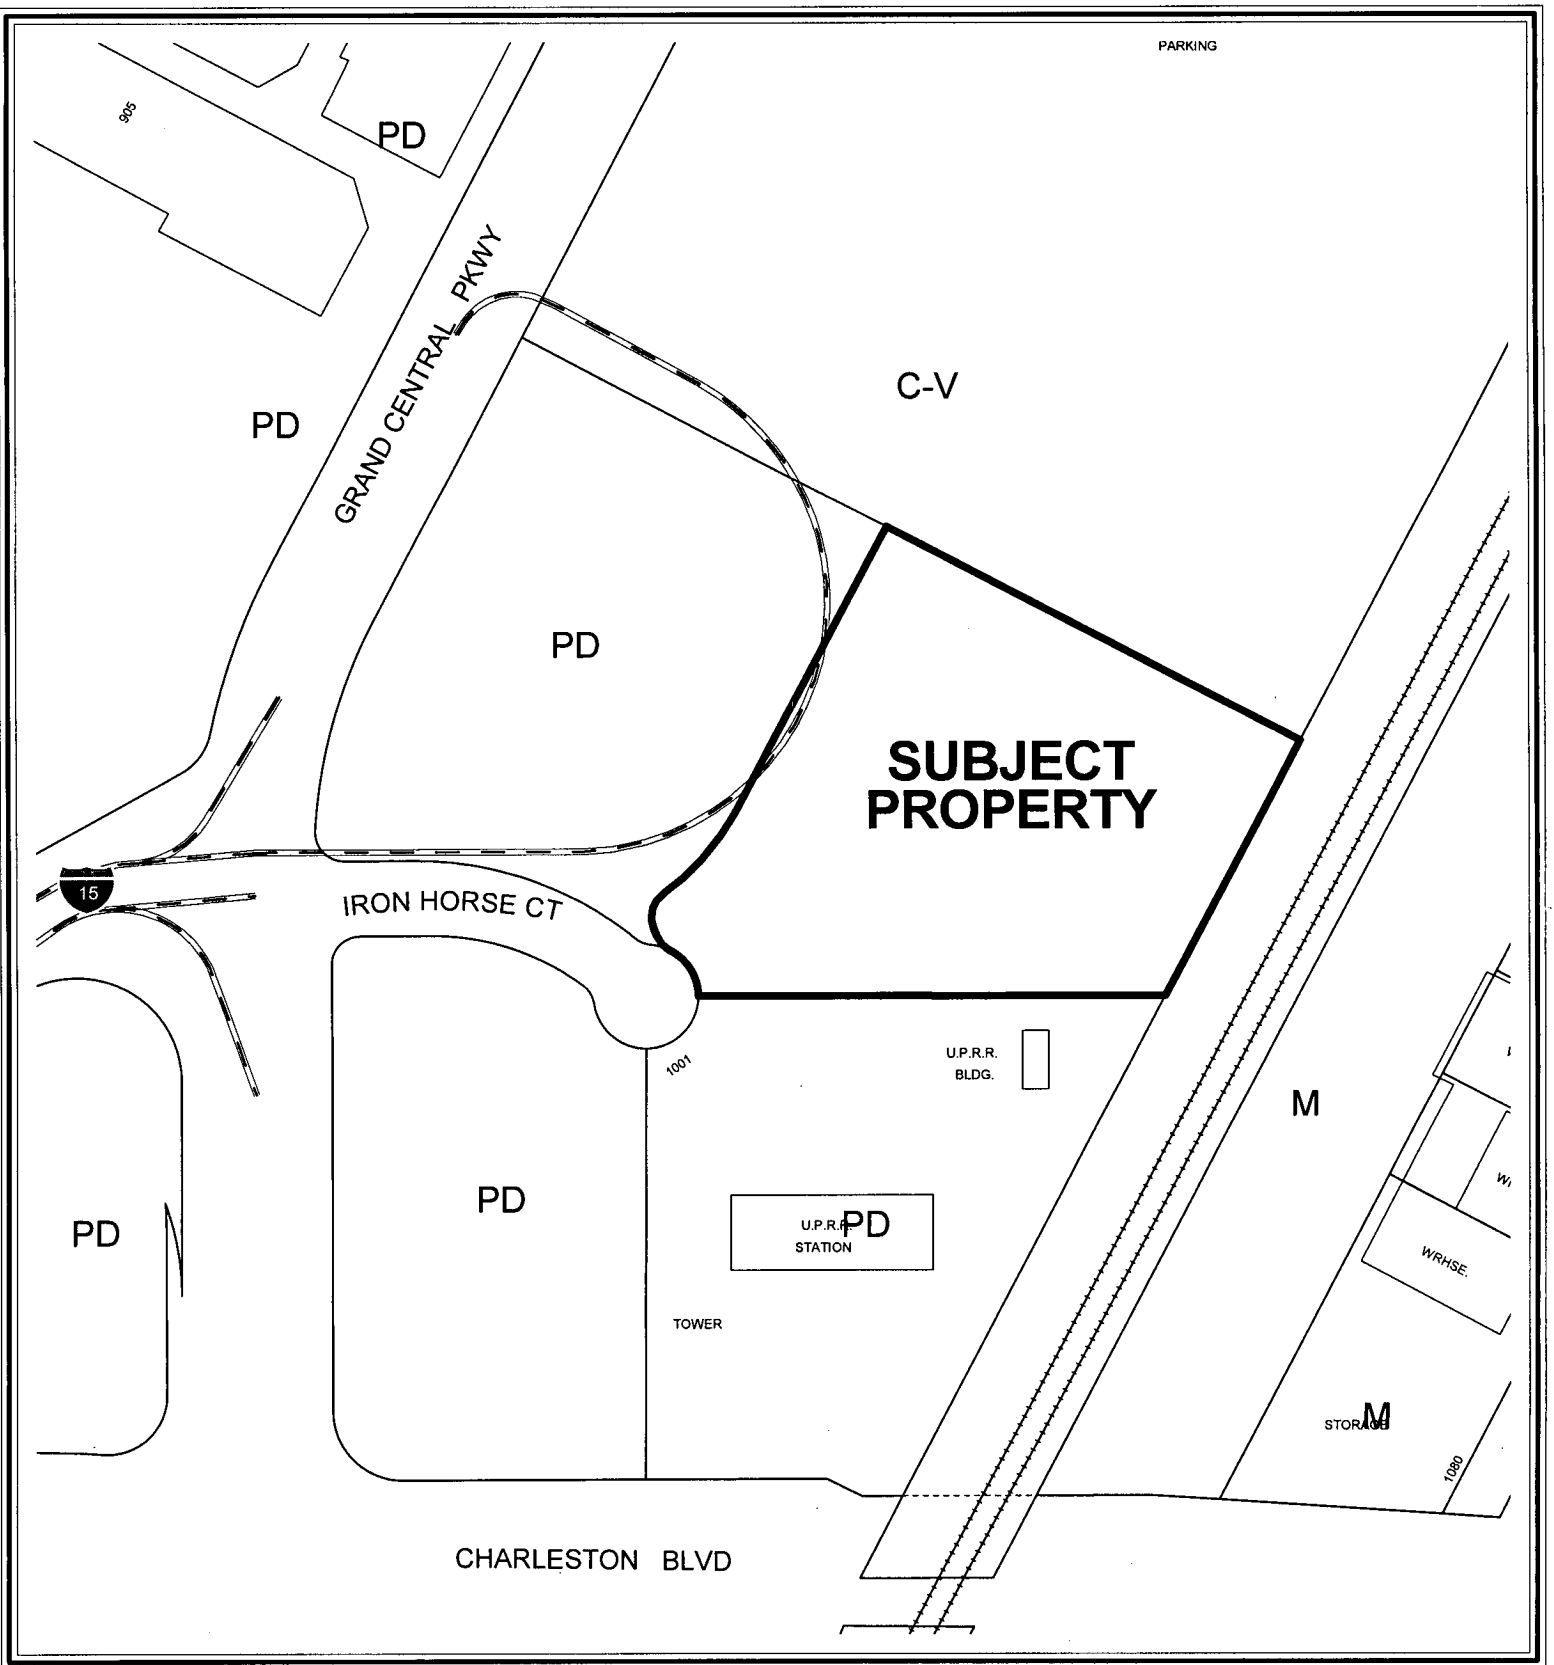 PARKING
905
PD
GRAND CENTRAL PKWY
C-V
PD
PD
SUBJECT
PROPERTY
15
IRON HORSE CT
1001
U.P.R.R.
BLDG.
M
PD
PD
U.P.R.R.
PD
STATION
WRHSE.
TOWER
STORAGE
M
1080
CHARLESTON BLVD